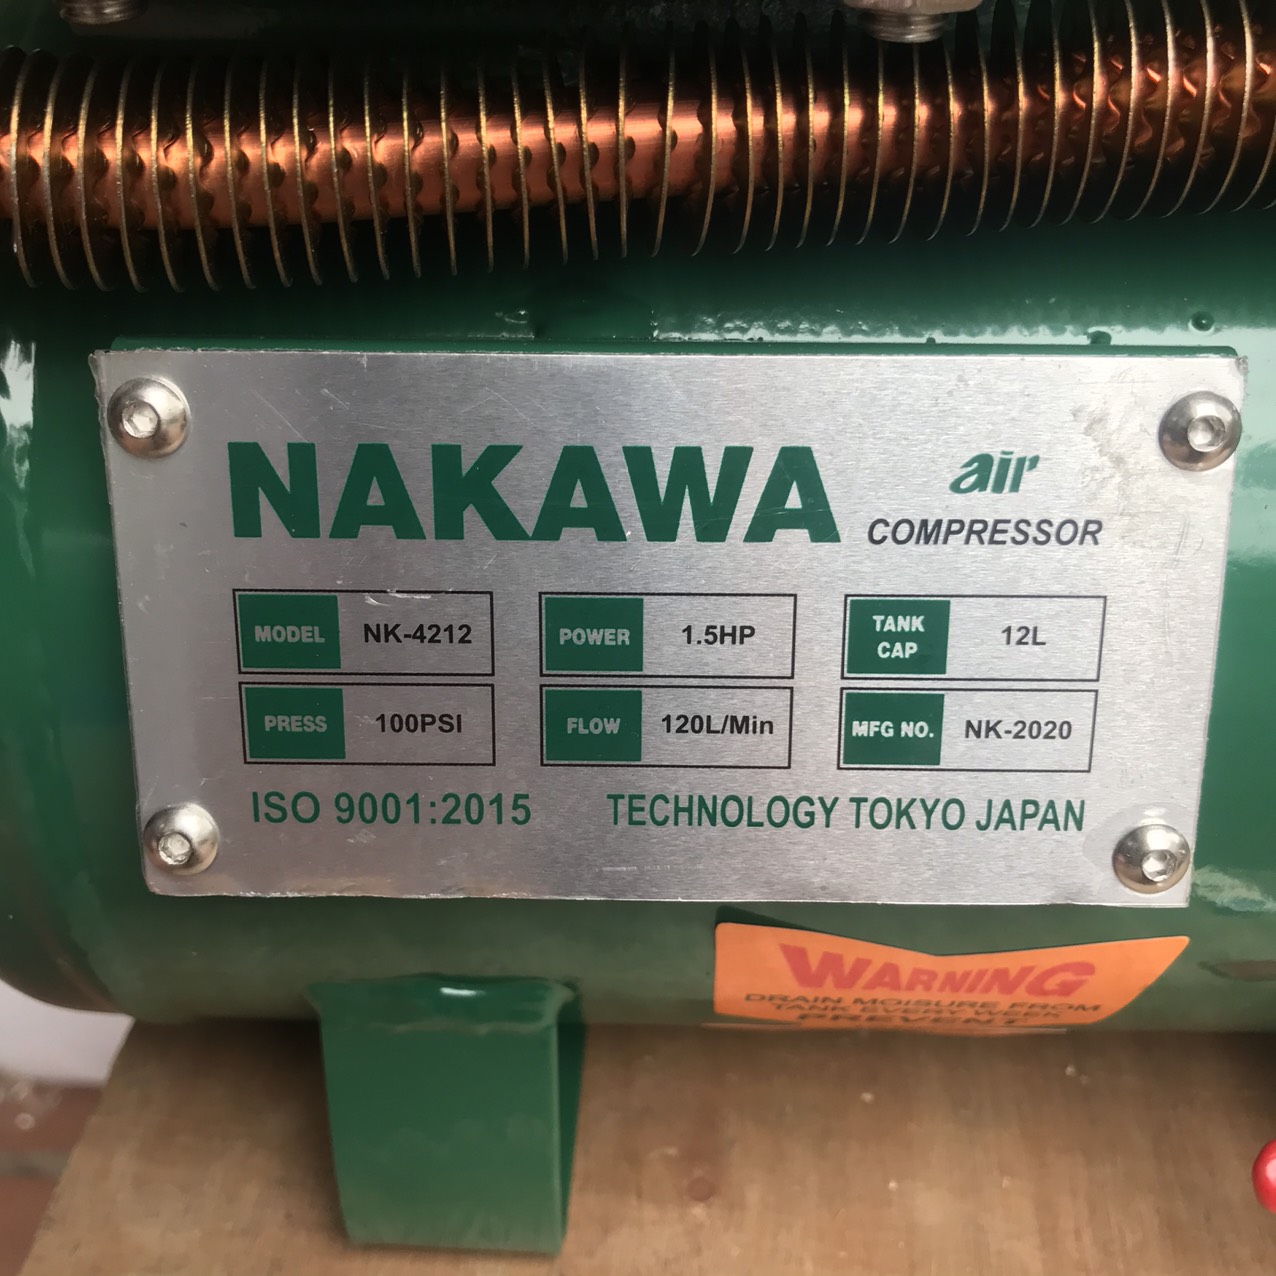 NAKAWA
air
COMPRESSOR
MODEL NK-4212
POWER 1.5HP
TANK CAP 12L
PRESS 100PSI
FLOW 120L/Min
MFG NO. NK-2020
ISO 9001:2015 TECHNOLOGY TOKYO JAPAN
WARNING
DRAIN MOISURE FROM
TANK EVERY WEEK
PREVENT